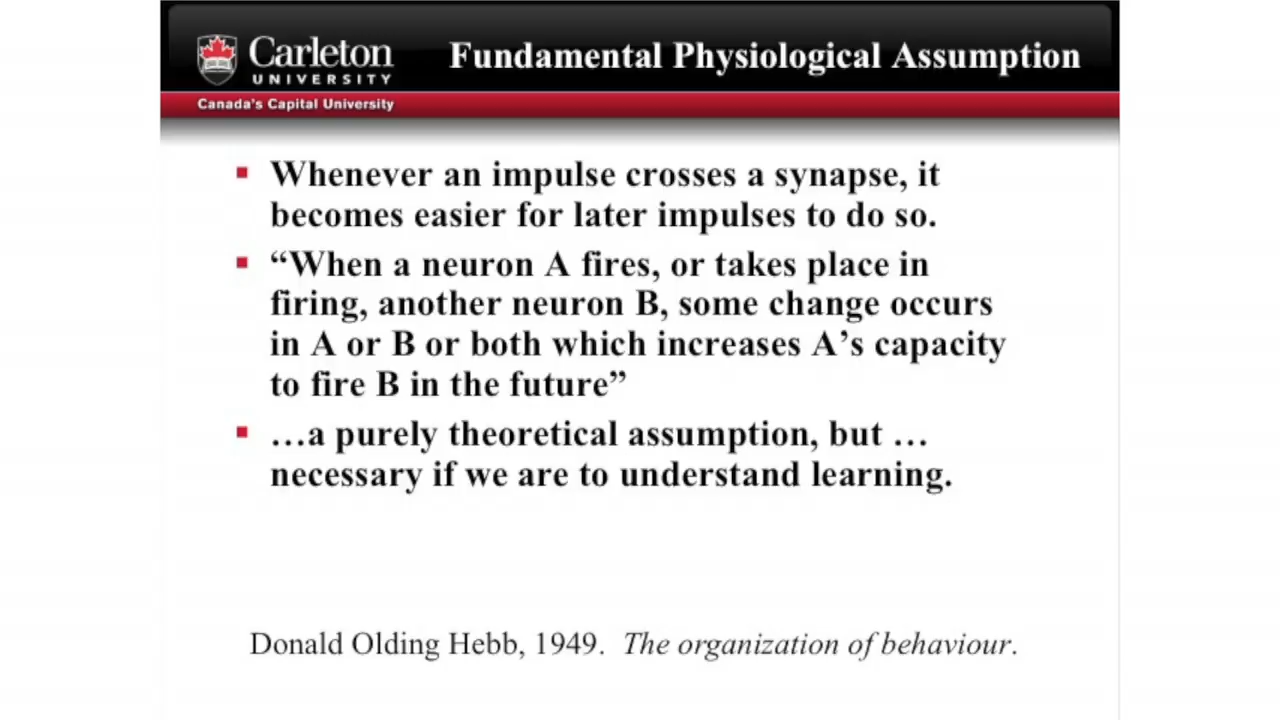 Carleton
UNIVERSITY
Canada's Capital University
Fundamental Physiological Assumption
Whenever an impulse crosses a synapse, it
becomes easier for later impulses to do so.
“When a neuron A fires, or takes place in
firing, another neuron B, some change occurs
in A or B or both which increases A’s capacity
to fire B in the future”
…a purely theoretical assumption, but …
necessary if we are to understand learning.
Donald Olding Hebb, 1949. The organization of behaviour.